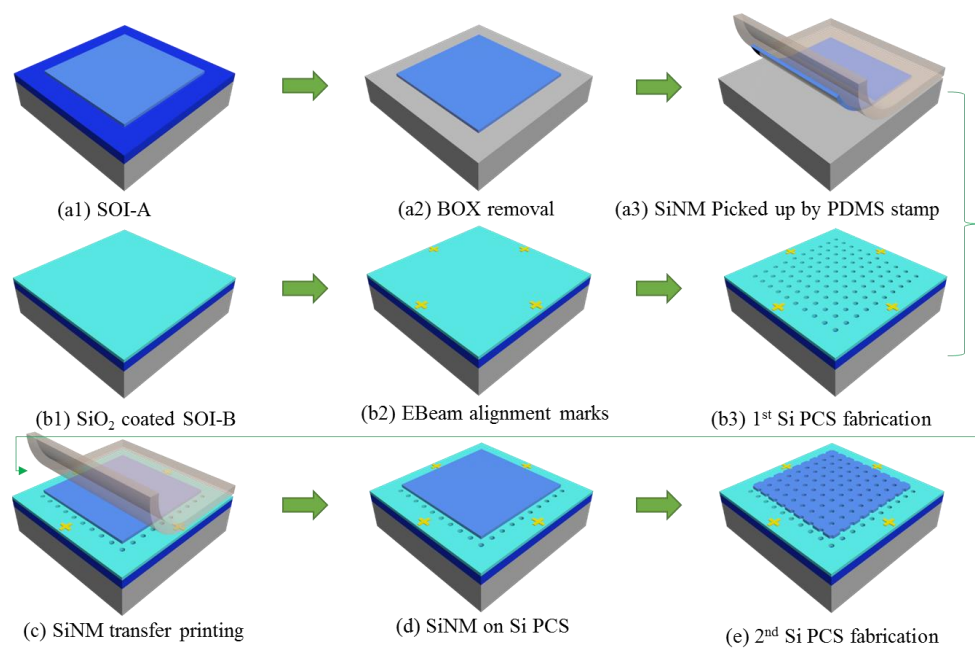 (a1) SOI-A
(a2) BOX removal
(a3) SiNM Picked up by PDMS stamp
(b1) SiO₂ coated SOI-B
(b2) EBeam alignment marks
(b3) 1ˢᵗ Si PCS fabrication
(c) SiNM transfer printing
(d) SiNM on Si PCS
(e) 2ⁿᵈ Si PCS fabrication